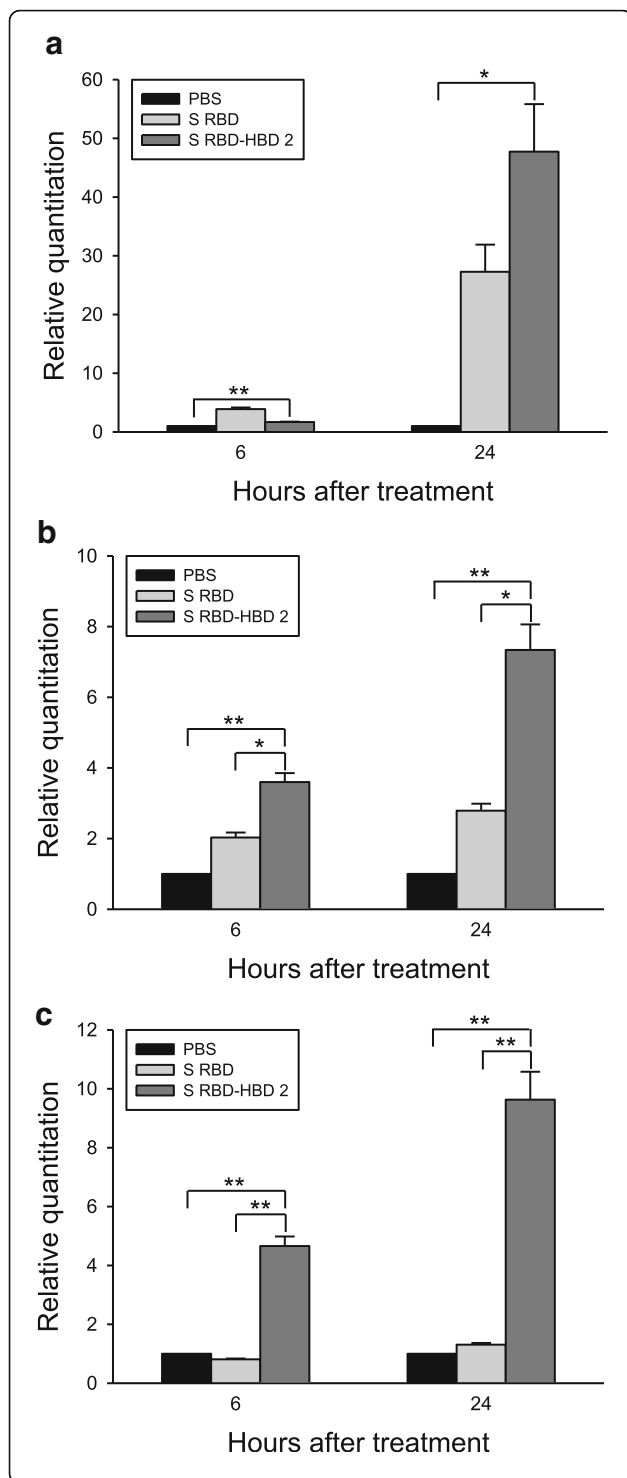 a
60
50
40
30
20
10
0
Relative quantitation
PBS
S RBD
S RBD-HBD 2
*
**
6 24
Hours after treatment
b
10
8
6
4
2
0
Relative quantitation
PBS
S RBD
S RBD-HBD 2
**
*
**
*
6 24
Hours after treatment
c
12
10
8
6
4
2
0
Relative quantitation
PBS
S RBD
S RBD-HBD 2
**
**
**
**
6 24
Hours after treatment